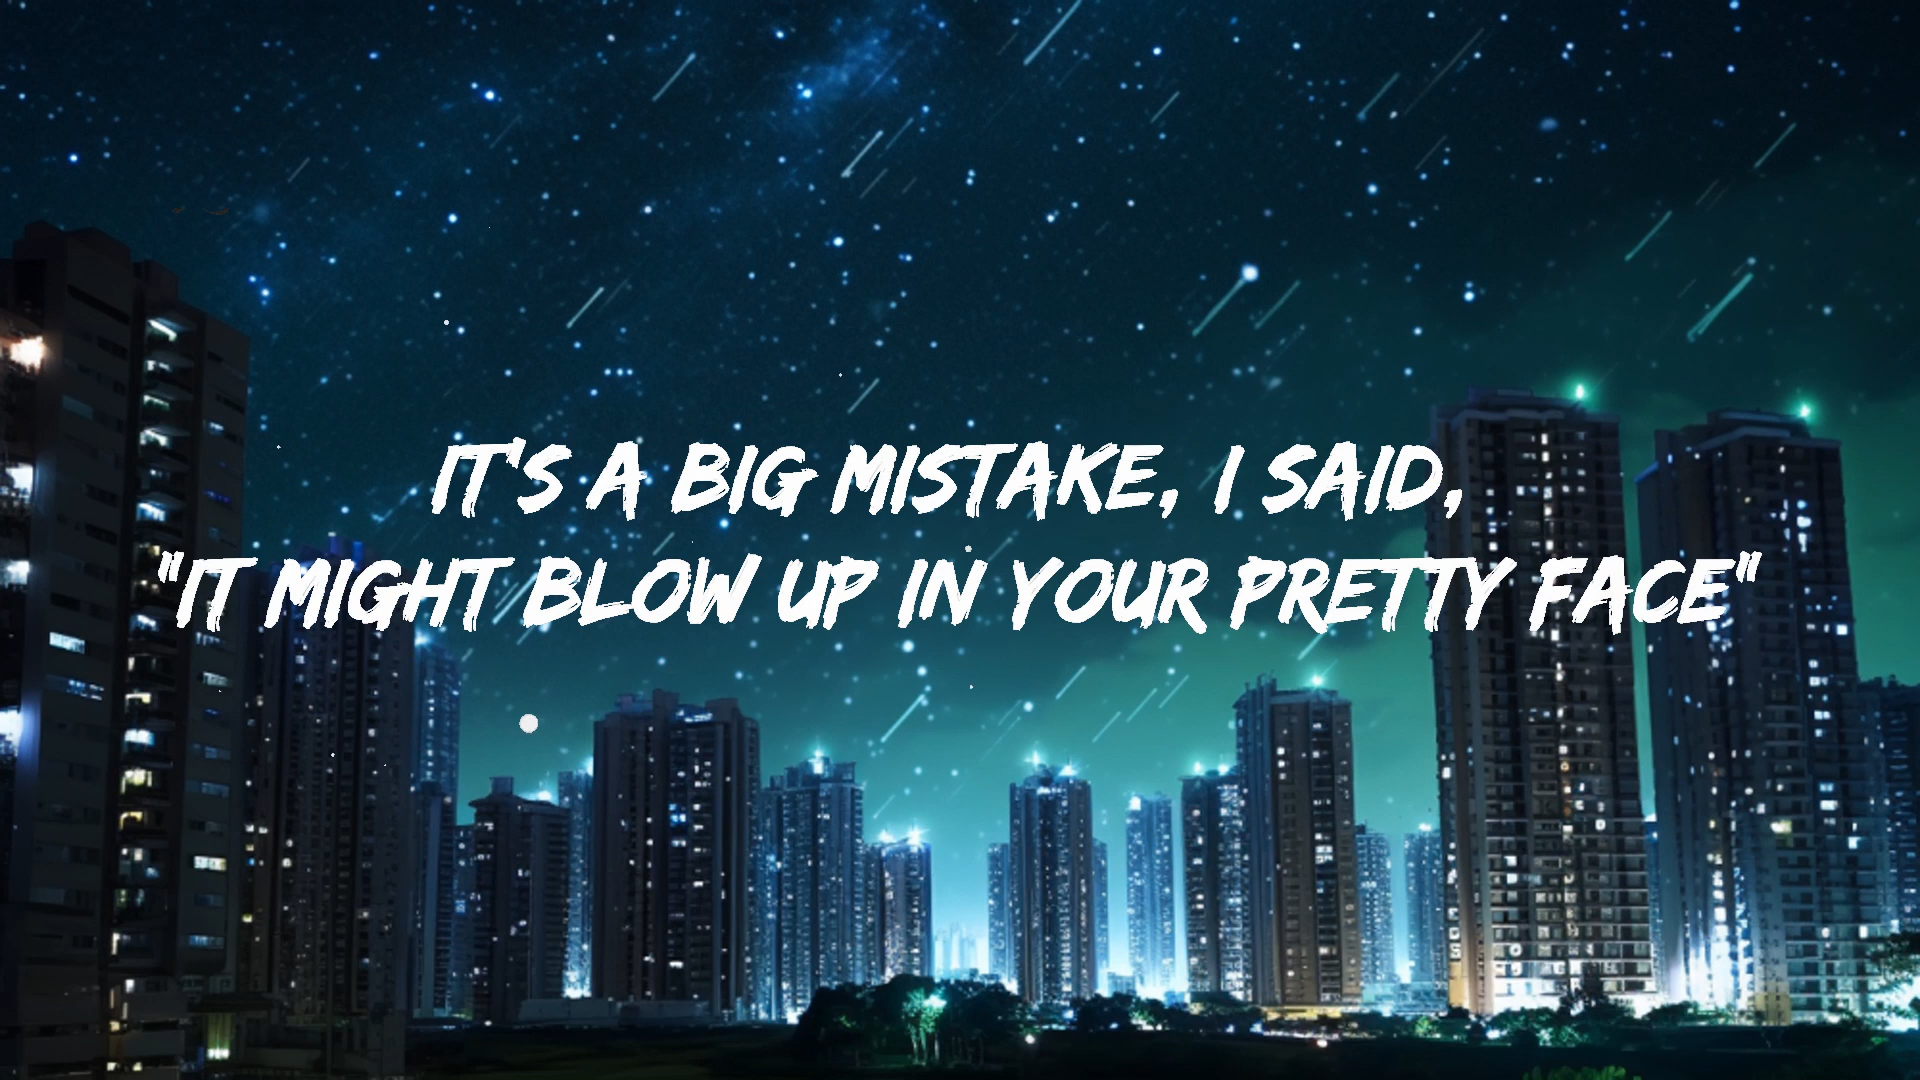 IT'S A BIG MISTAKE, I SAID,
"IT MIGHT BLOW UP IN YOUR PRETTY FACE"